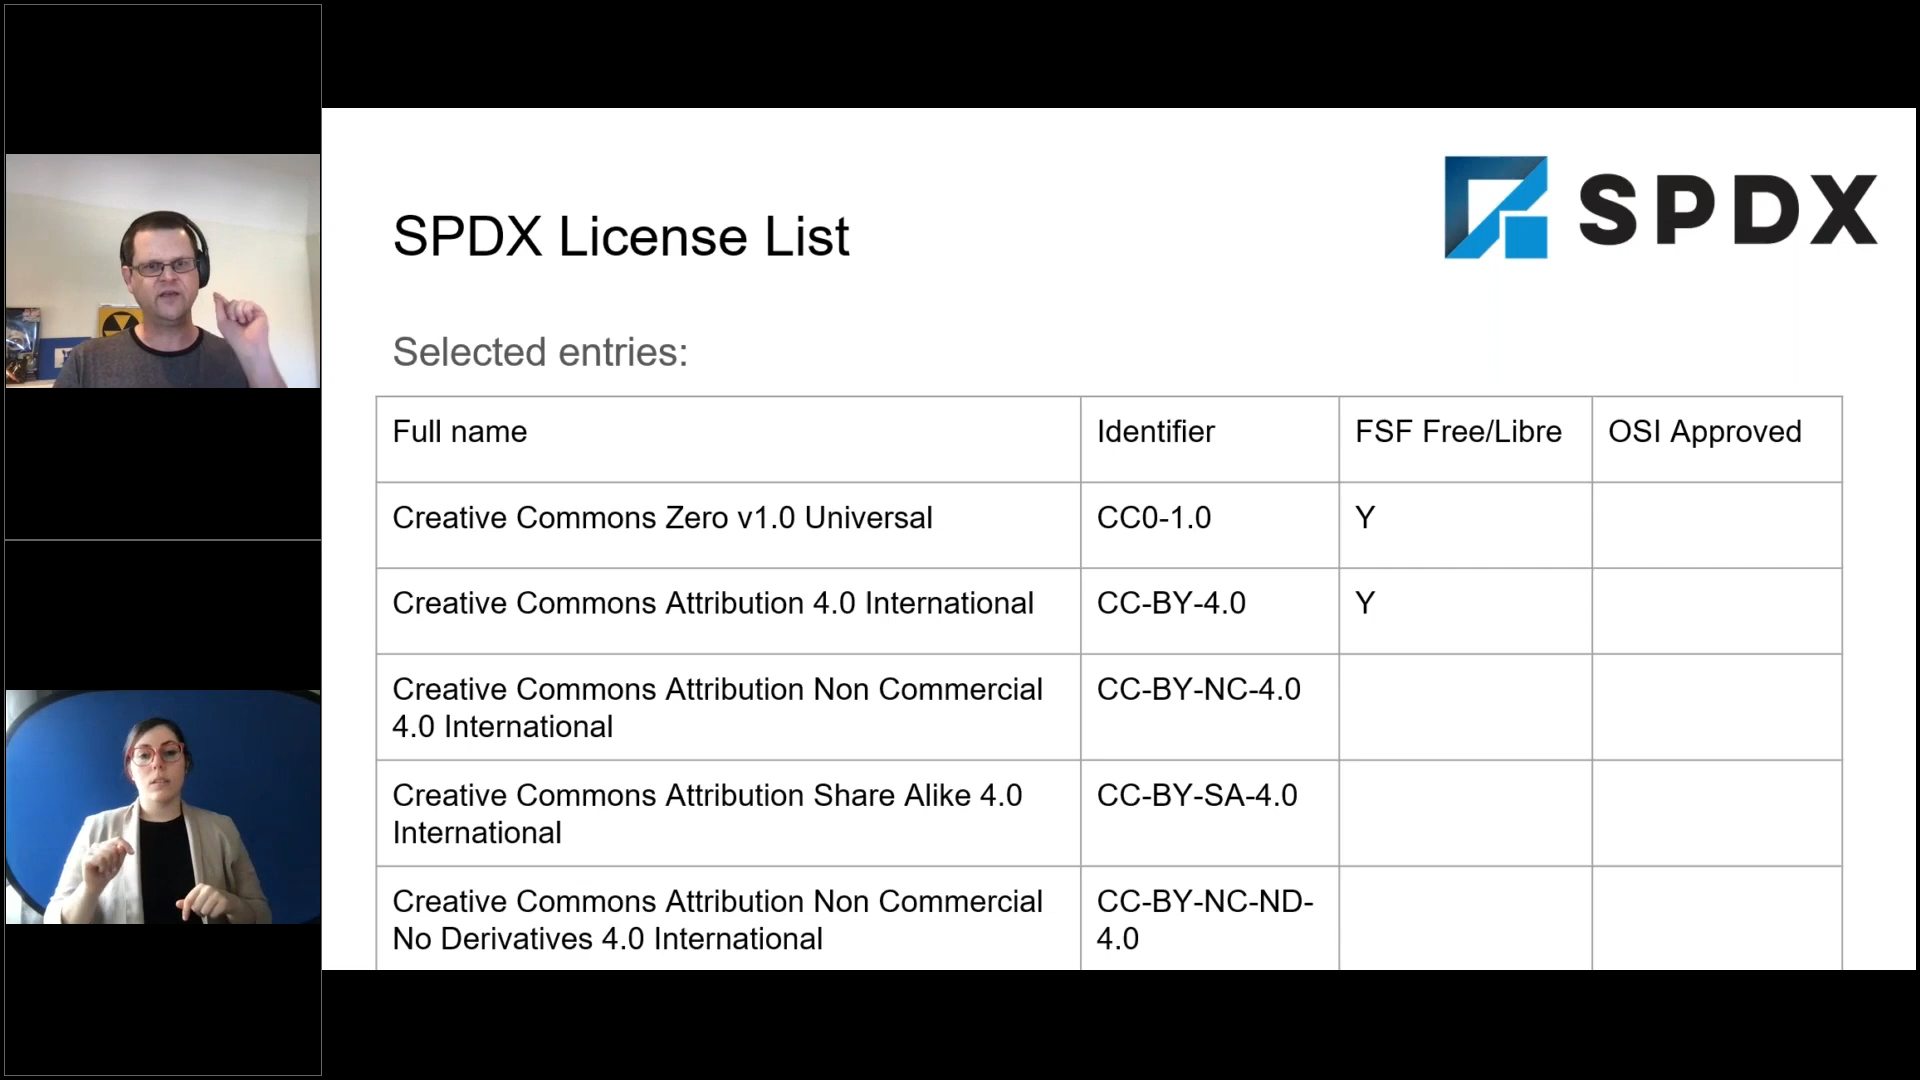 SPDX
SPDX License List
Selected entries:
Full name Identifier FSF Free/Libre OSI Approved
Creative Commons Zero v1.0 Universal CC0-1.0 Y
Creative Commons Attribution 4.0 International CC-BY-4.0 Y
Creative Commons Attribution Non Commercial CC-BY-NC-4.0
4.0 International
Creative Commons Attribution Share Alike 4.0 CC-BY-SA-4.0
International
Creative Commons Attribution Non Commercial CC-BY-NC-ND-
No Derivatives 4.0 International 4.0